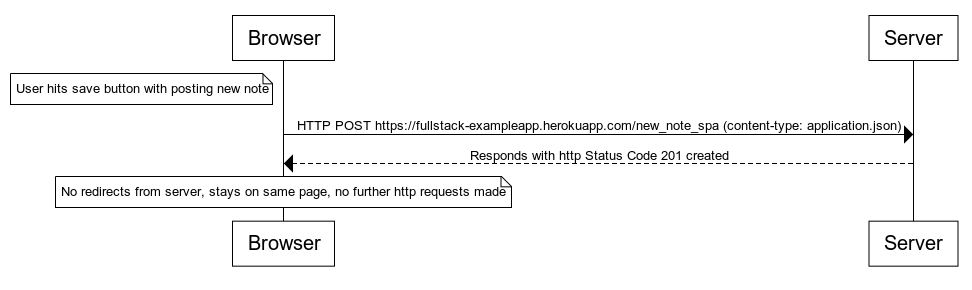 Browser
Server
User hits save button with posting new note
HTTP POST https://fullstack-exampleapp.herokuapp.com/new_note_spa (content-type: application.json)
Responds with http Status Code 201 created
No redirects from server, stays on same page, no further http requests made
Browser
Server